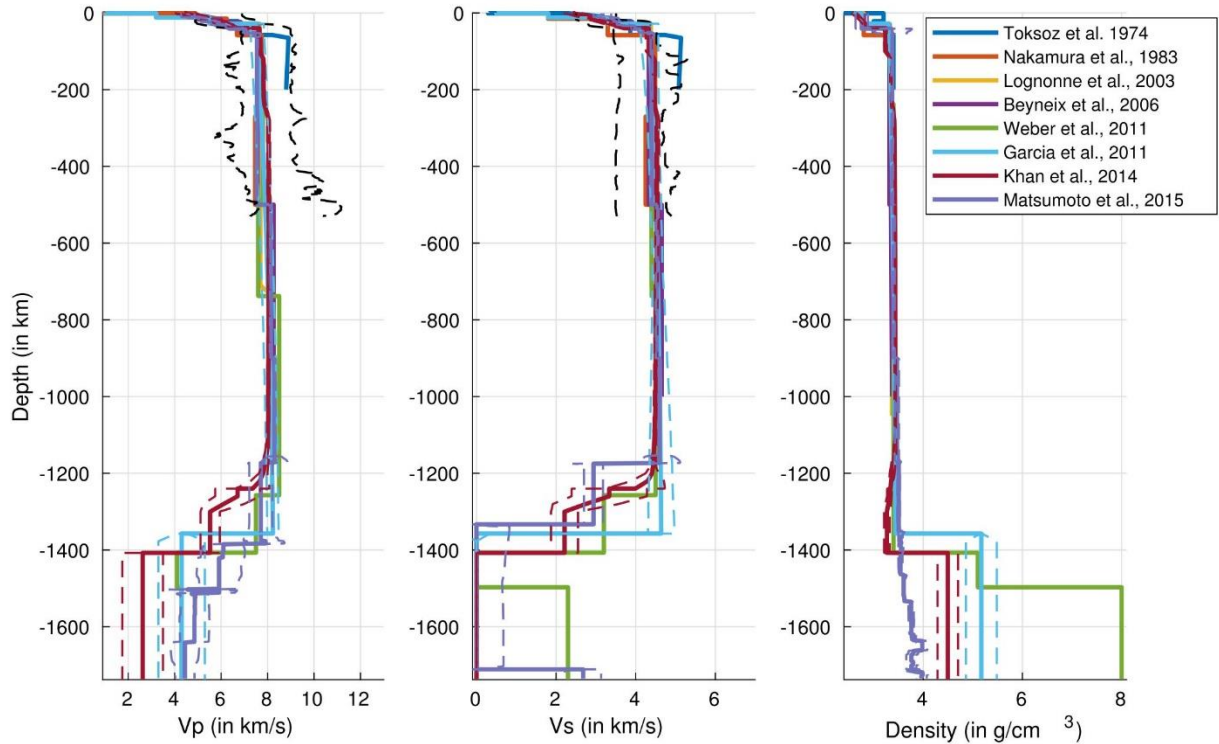 0
-200
-400
-600
-800
-1000
-1200
-1400
-1600
Depth (in km)
2 4 6 8 10 12
Vp (in km/s)
0
-200
-400
-600
-800
-1000
-1200
-1400
-1600
0 2 4 6
Vs (in km/s)
0
-200
-400
-600
-800
-1000
-1200
-1400
-1600
4 6 8
Density (in g/cm 3)
Toksoz et al. 1974
Nakamura et al., 1983
Lognonne et al., 2003
Beyneix et al., 2006
Weber et al., 2011
Garcia et al., 2011
Khan et al., 2014
Matsumoto et al., 2015